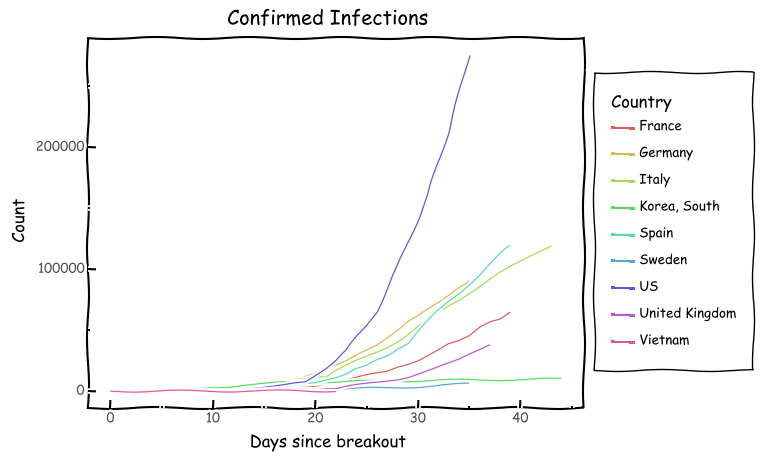 Confirmed Infections
Count
200000
100000
0
0
10
20
30
40
Days since breakout
Country
France
Germany
Italy
Korea, South
Spain
Sweden
US
United Kingdom
Vietnam